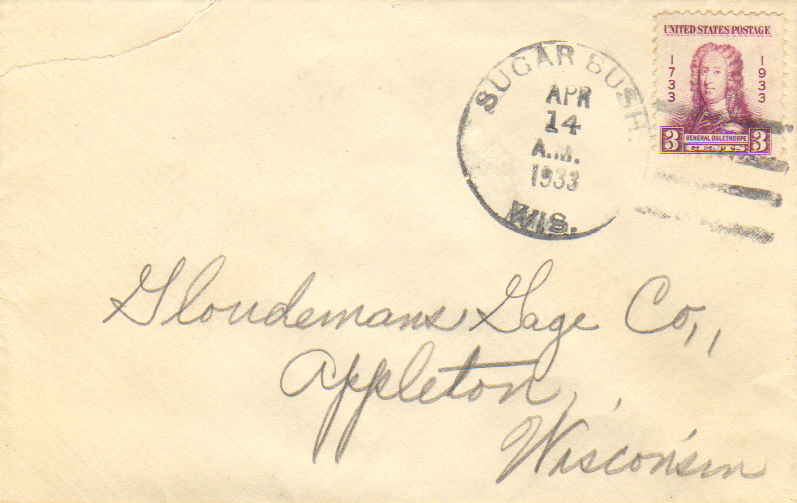 UNITED STATES POSTAGE
1733
1933
GENERAL OGLETHORPE
3 CENTS 3
SUGAR BUSH.
APR
14
A.M.
1933
WIS.
Gloudemans Gage Co.,
Appleton,
Wisconsin